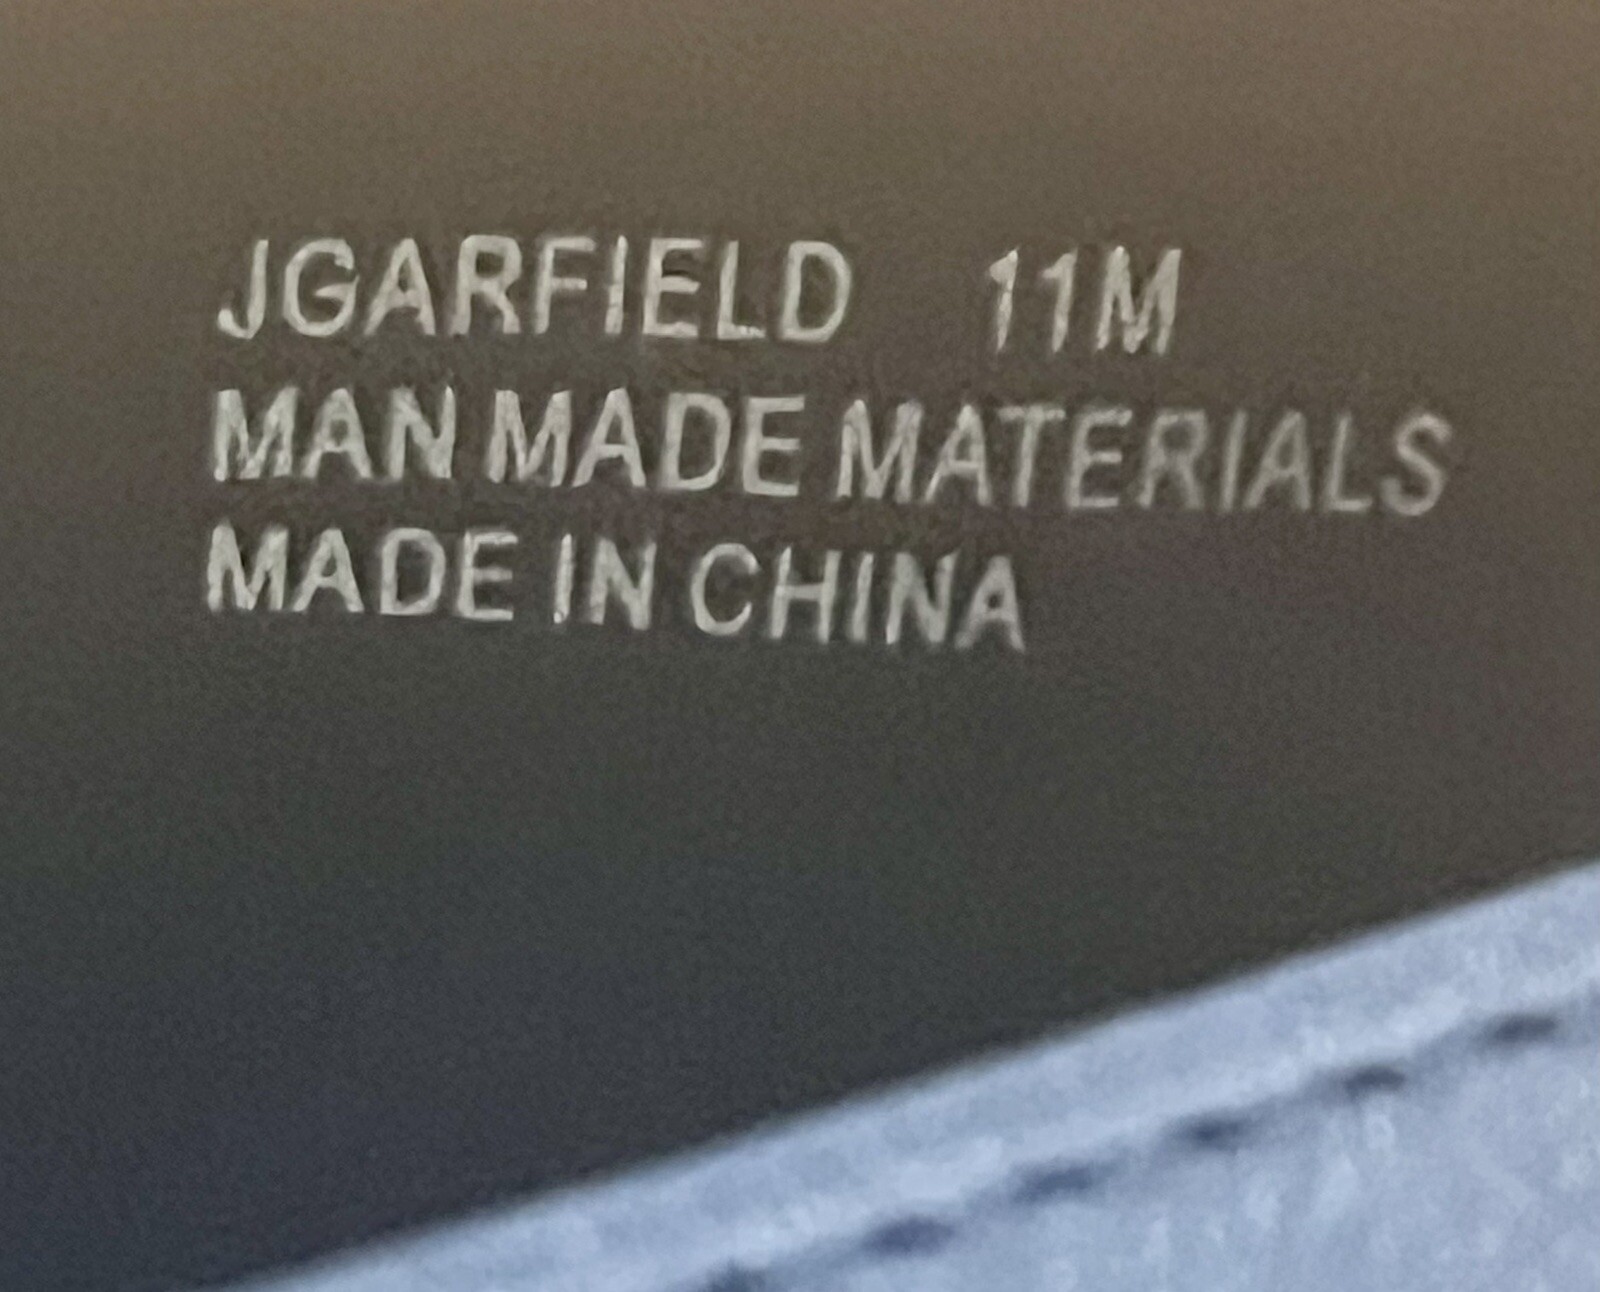 JGARFIELD 11M
MAN MADE MATERIALS
MADE IN CHINA